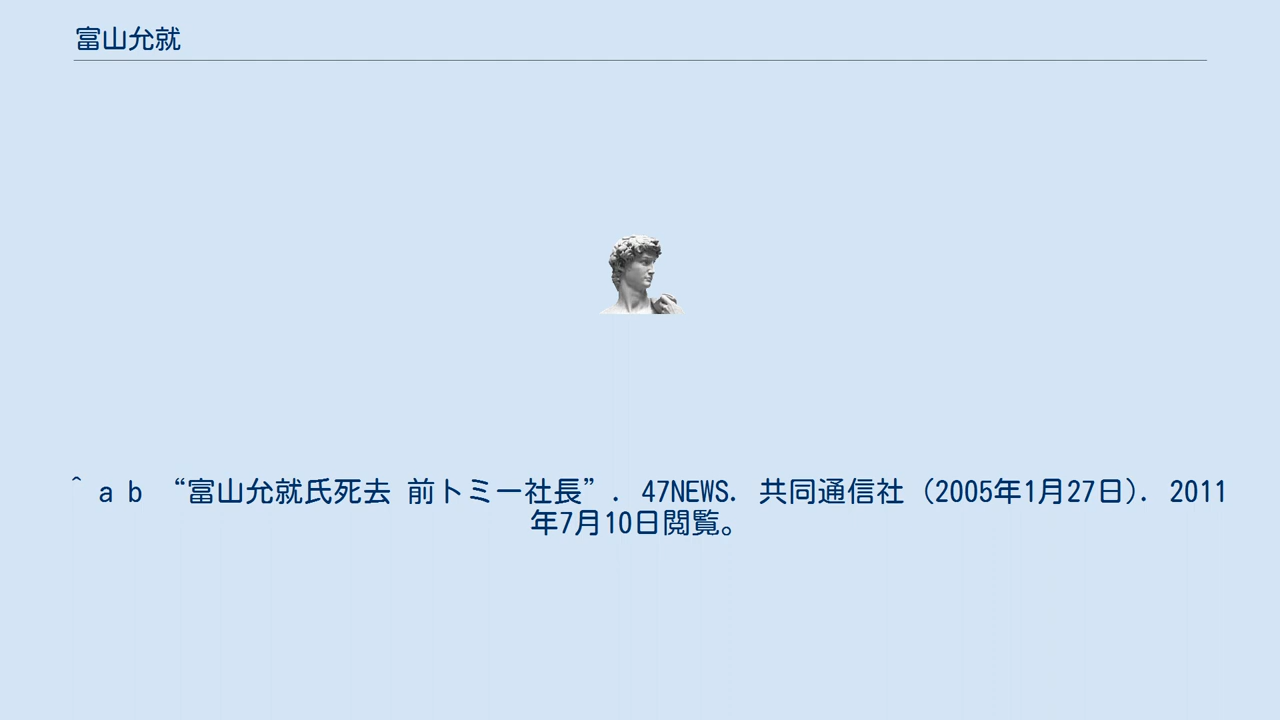 富山允就
^ a b “富山允就氏死去 前トミー社長”. 47NEWS. 共同通信社 (2005年1月27日). 2011
年7月10日閲覧。